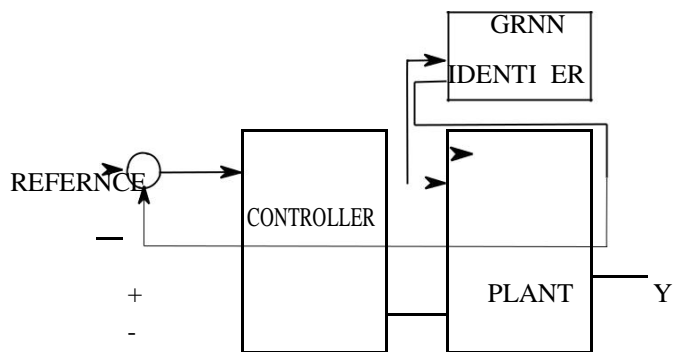 GRNN
IDENTI ER
REFERNCE
CONTROLLER
+
PLANT
Y
-